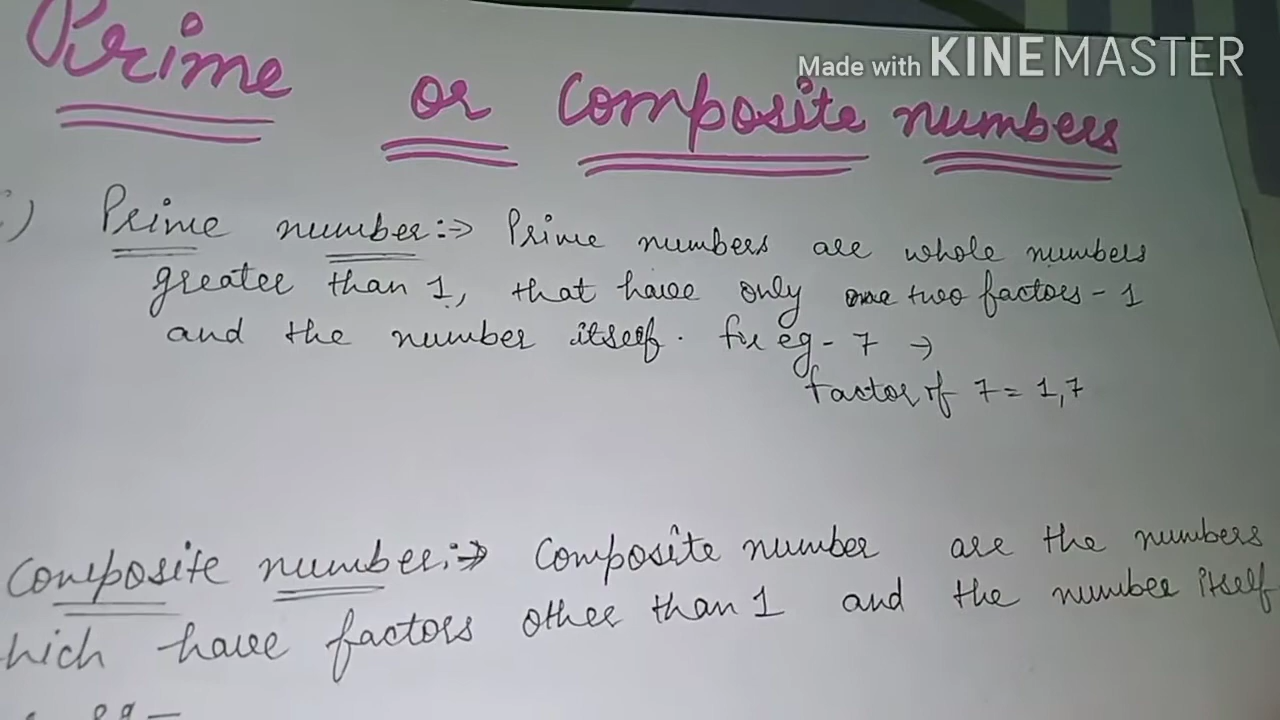 Made with KINEMASTER
Prime or composite numbers
Prime number:-> Prime numbers are whole numbers
greater than 1, that have only one two factors - 1
and the number itself. for eg - 7 →
factor of 7 = 1,7
Composite number:-> Composite number are the numbers
which have factors other than 1 and the number itself